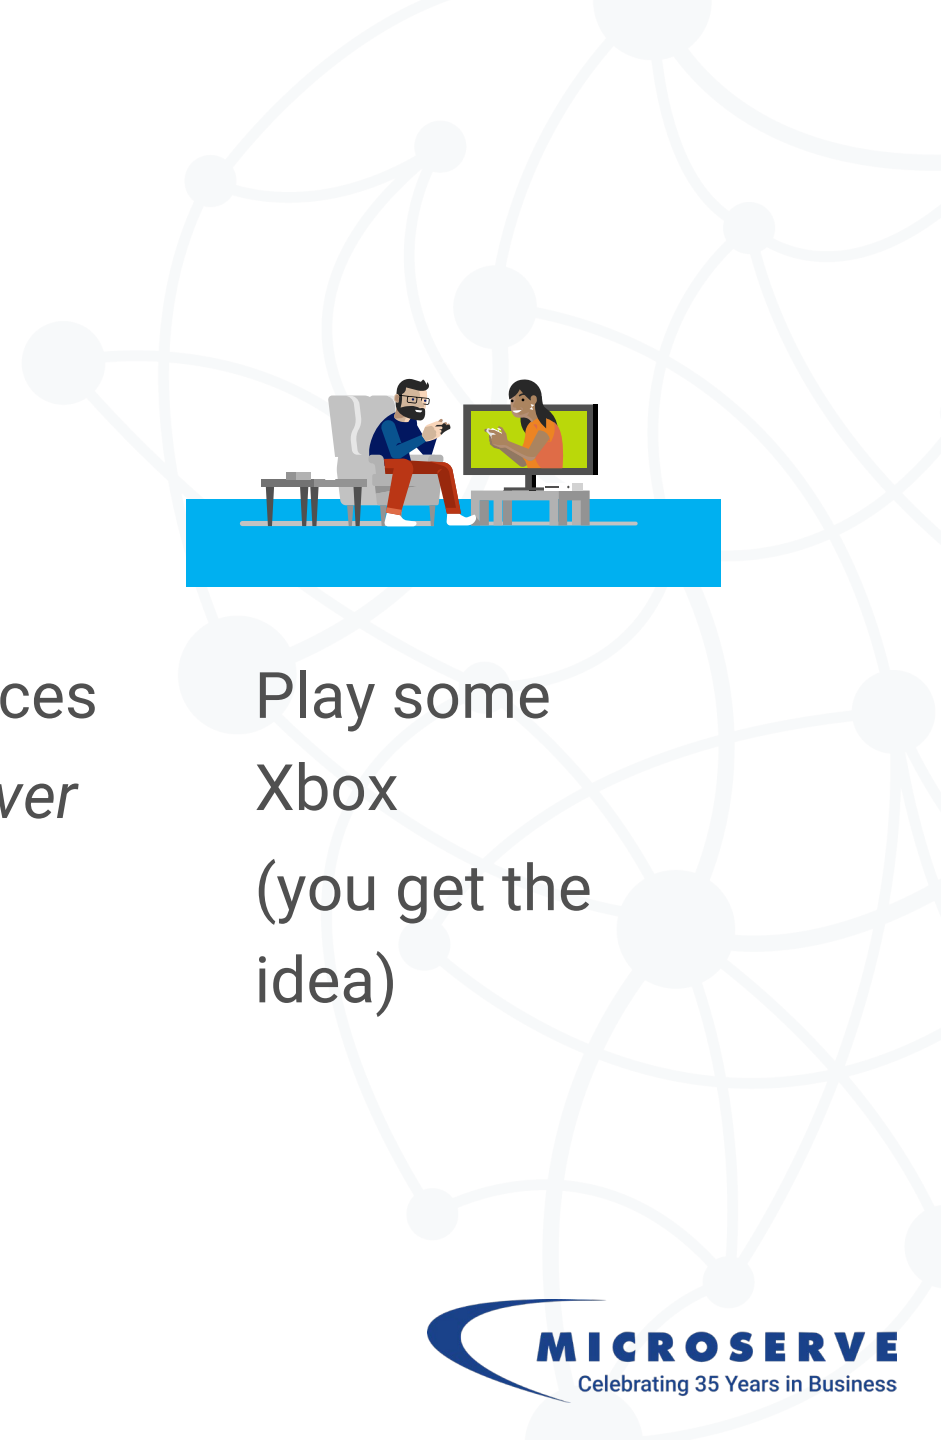 ces
ver
Play some
Xbox
(you get the
idea)
MICROSERVE
Celebrating 35 Years in Business